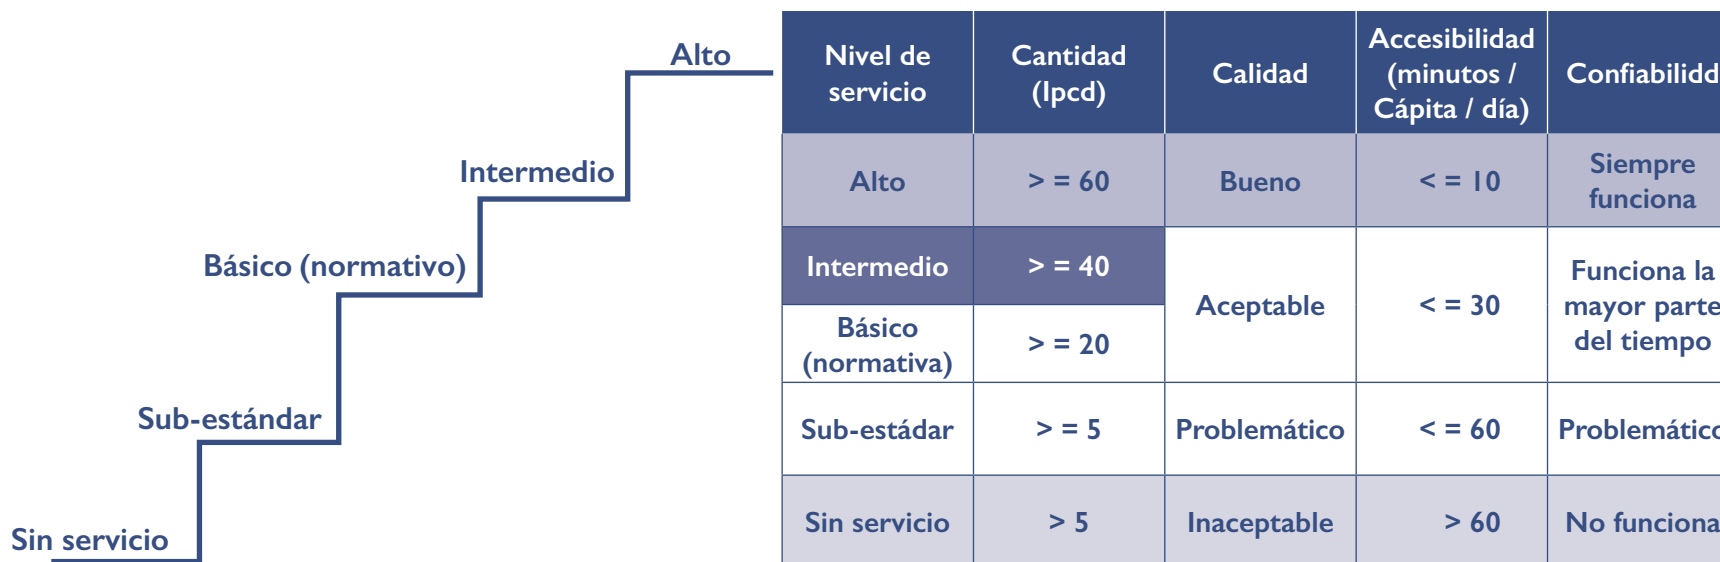 Alto
Intermedio
Básico (normativo)
Sub-estándar
Sin servicio
Nivel de
servicio
Cantidad
(lpcd)
Calidad
Accesibilidad
(minutos /
Cápita / día)
Confiabilidd
Alto
> = 60
Bueno
< = 10
Siempre
funciona
Intermedio
> = 40
Aceptable
< = 30
Funciona la
mayor parte
del tiempo
Básico
(normativa)
> = 20
Sub-estádar
> = 5
Problemático
< = 60
Problemático
Sin servicio
> 5
Inaceptable
> 60
No funciona